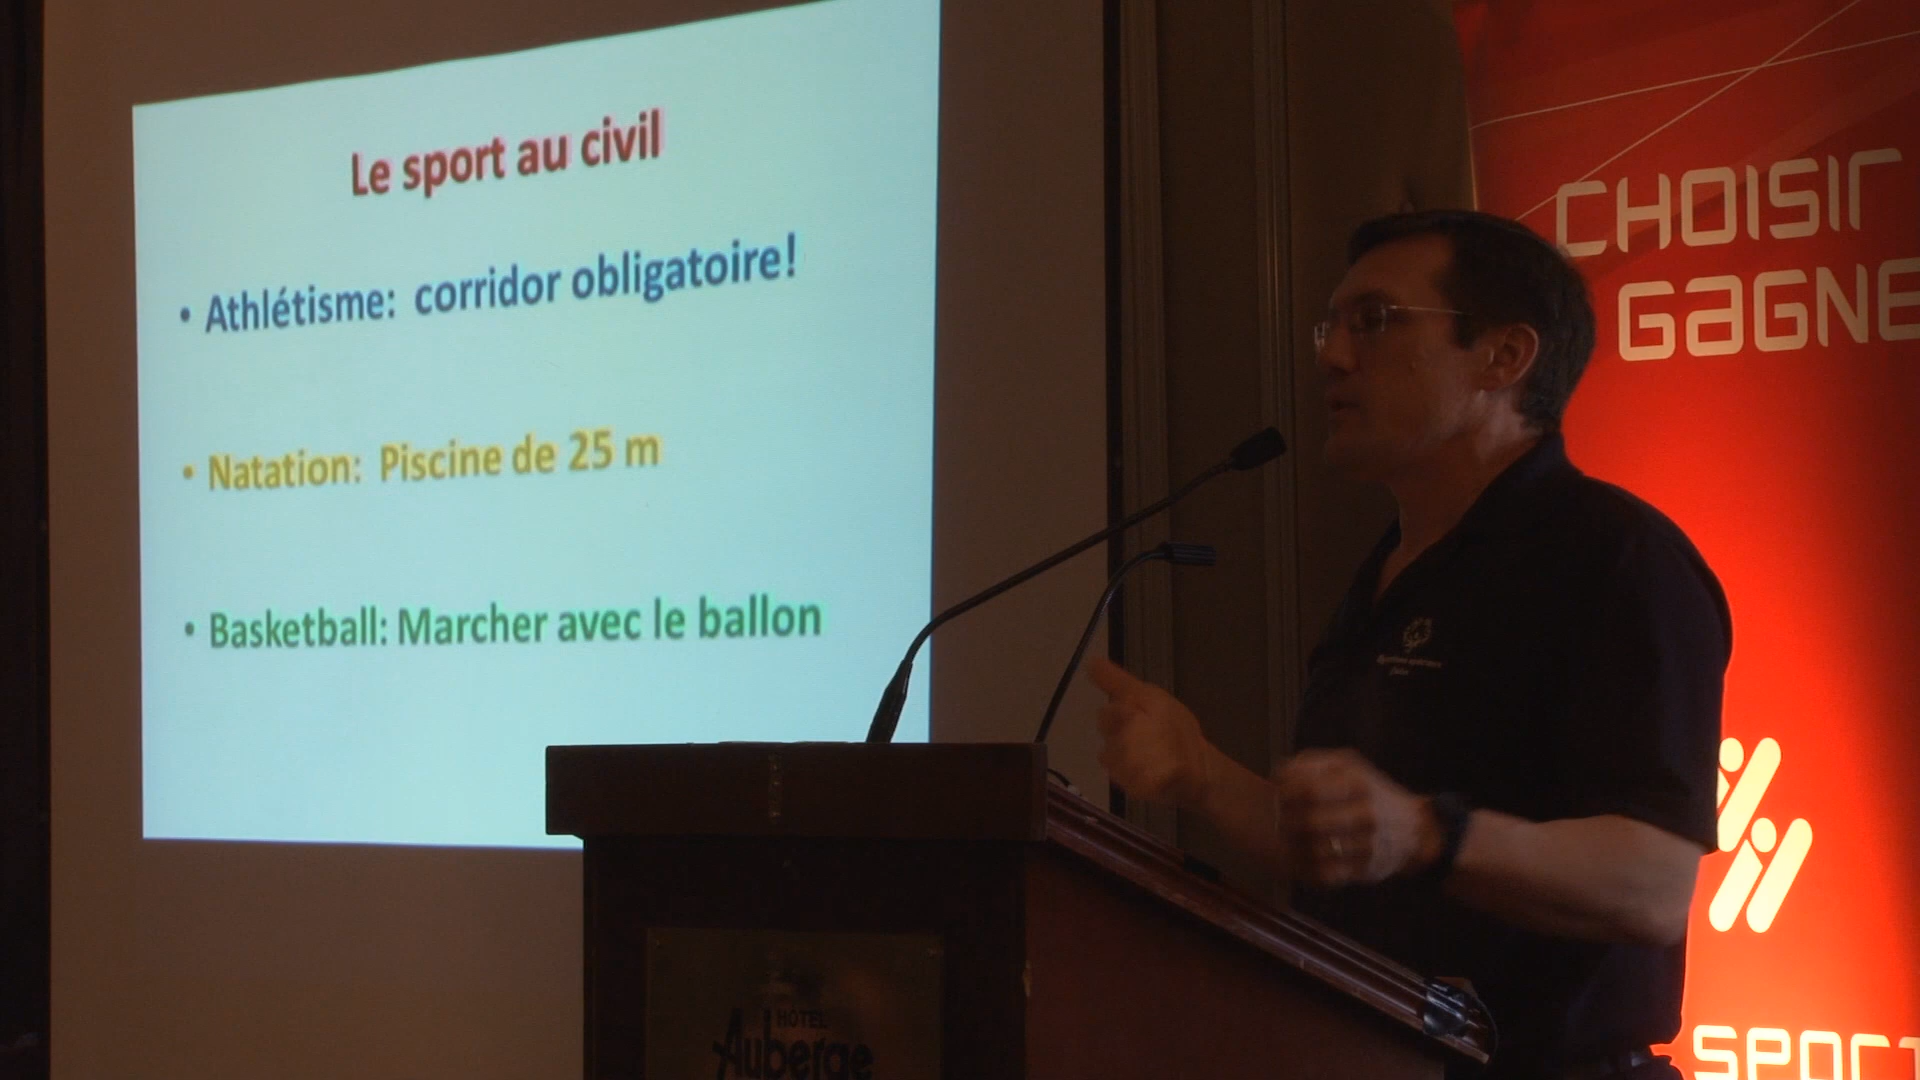 Le sport au civil
• Athlétisme: corridor obligatoire!
• Natation: Piscine de 25 m
• Basketball: Marcher avec le ballon
CHOISIR
GAGNE
SPORT
HÔTEL
Auberge